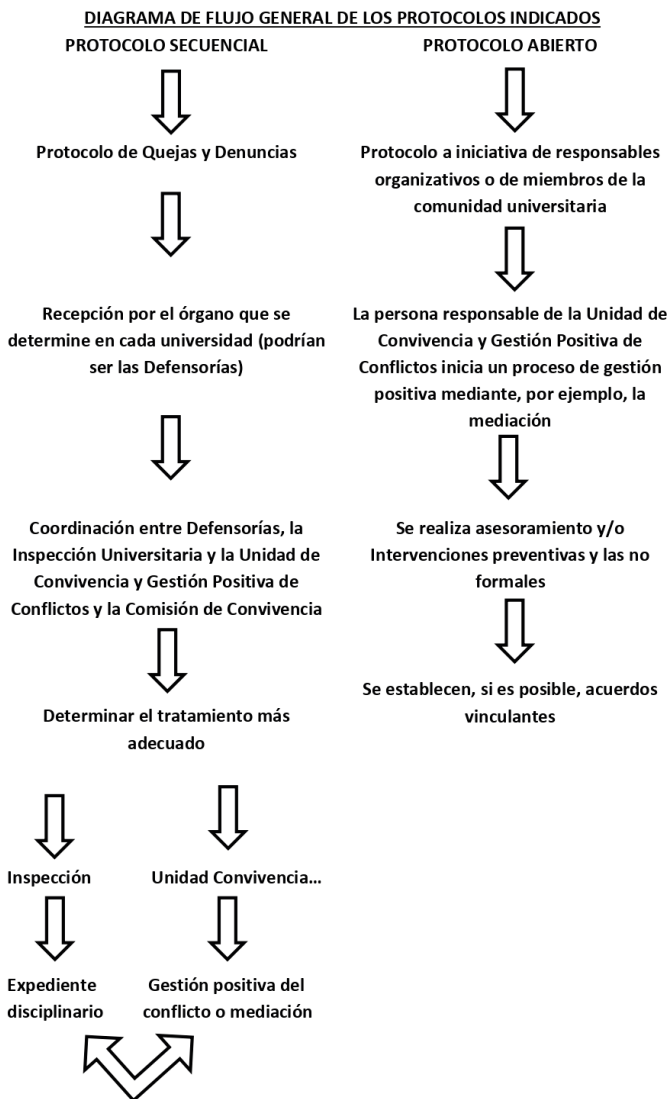 DIAGRAMA DE FLUJO GENERAL DE LOS PROTOCOLOS INDICADOS
PROTOCOLO SECUENCIAL
Protocolo de Quejas y Denuncias
Recepción por el órgano que se
determine en cada universidad (podrían
ser las Defensorías)
Coordinación entre Defensorías, la
Inspección Universitaria y la Unidad de
Convivencia y Gestión Positiva de
Conflictos y la Comisión de Convivencia
Determinar el tratamiento más
adecuado
Inspección
Expediente
disciplinario
Unidad Convivencia...
Gestión positiva del
conflicto o mediación
PROTOCOLO ABIERTO
Protocolo a iniciativa de responsables
organizativos o de miembros de la
comunidad universitaria
La persona responsable de la Unidad de
Convivencia y Gestión Positiva de
Conflictos inicia un proceso de gestión
positiva mediante, por ejemplo, la
mediación
Se realiza asesoramiento y/o
Intervenciones preventivas y las no
formales
Se establecen, si es posible, acuerdos
vinculantes